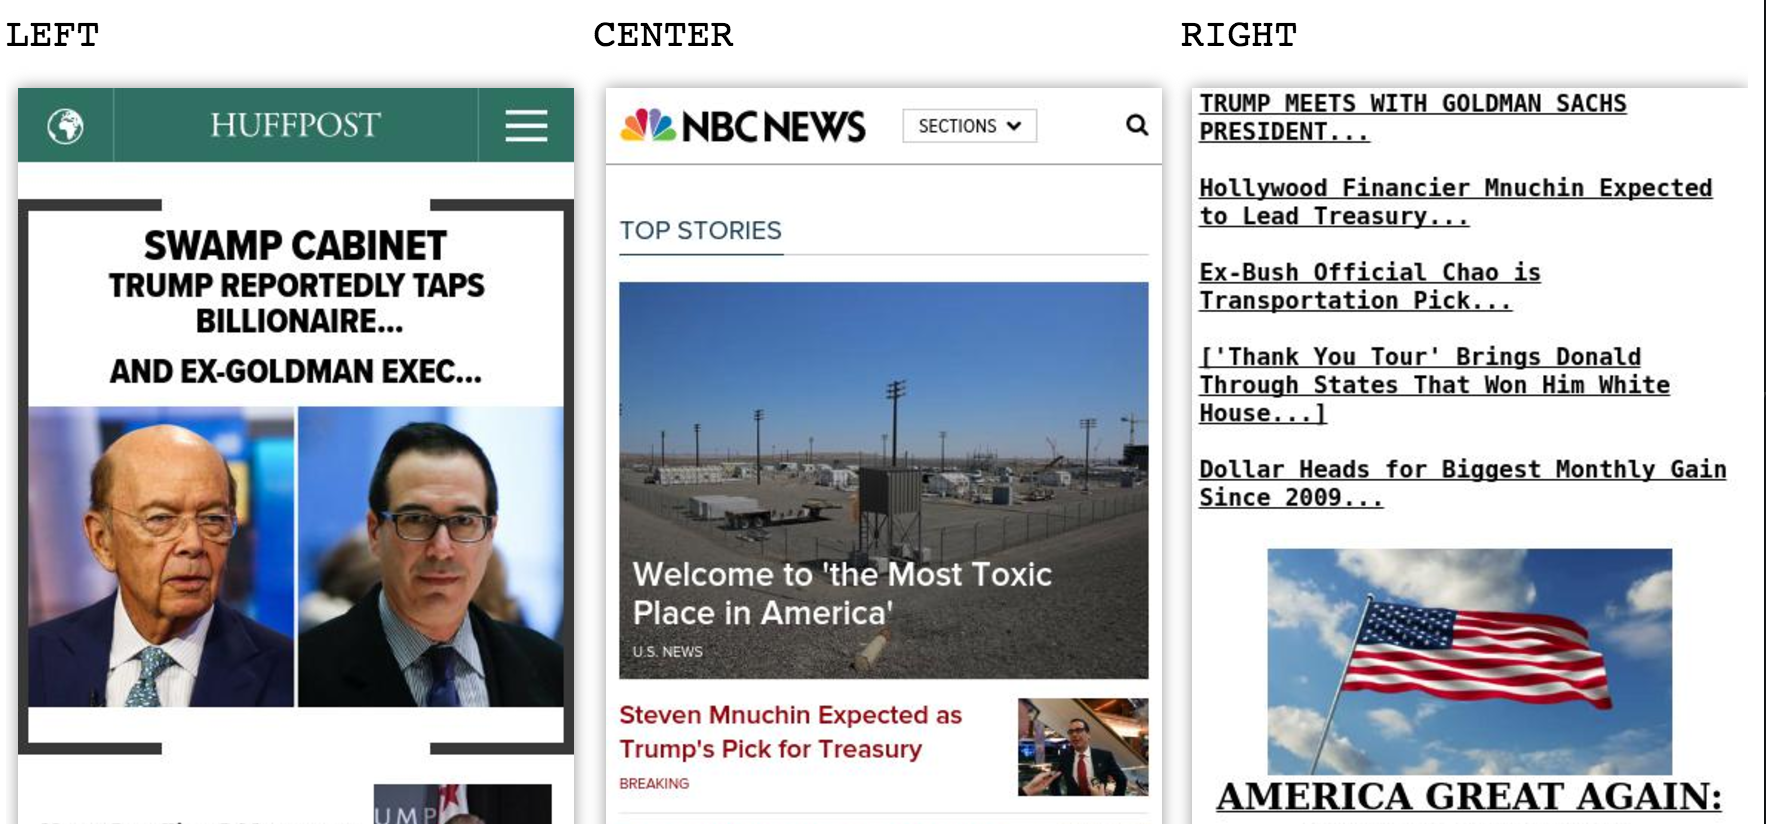 LEFT
CENTER
RIGHT
HUFFPOST
SWAMP CABINET
TRUMP REPORTEDLY TAPS
BILLIONAIRE...
AND EX-GOLDMAN EXEC...
UMP
NBC NEWS
SECTIONS
TOP STORIES
Welcome to 'the Most Toxic
Place in America'
U.S. NEWS
Steven Mnuchin Expected as
Trump's Pick for Treasury
BREAKING
TRUMP MEETS WITH GOLDMAN SACHS
PRESIDENT...
Hollywood Financier Mnuchin Expected
to Lead Treasury...
Ex-Bush Official Chao is
Transportation Pick...
['Thank You Tour' Brings Donald
Through States That Won Him White
House...]
Dollar Heads for Biggest Monthly Gain
Since 2009...
AMERICA GREAT AGAIN: